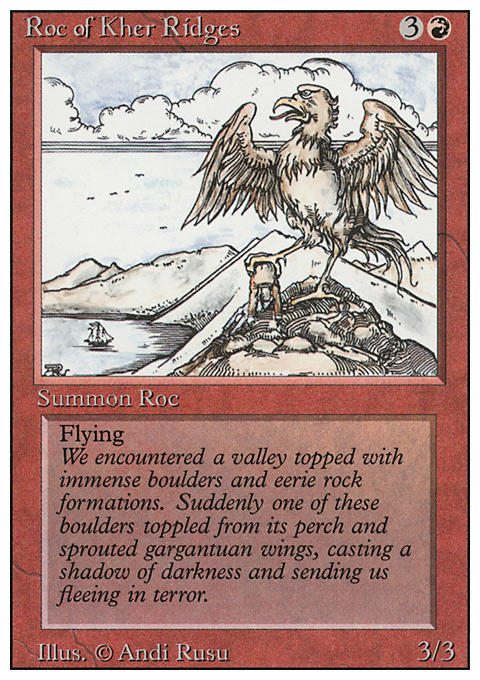 Roc of Kher Ridges 3
Summon Roc
Flying
We encountered a valley topped with
immense boulders and eerie rock
formations. Suddenly one of these
boulders toppled from its perch and
sprouted gargantuan wings, casting a
shadow of darkness and sending us
fleeing in terror.
Illus. © Andi Rusu 3/3